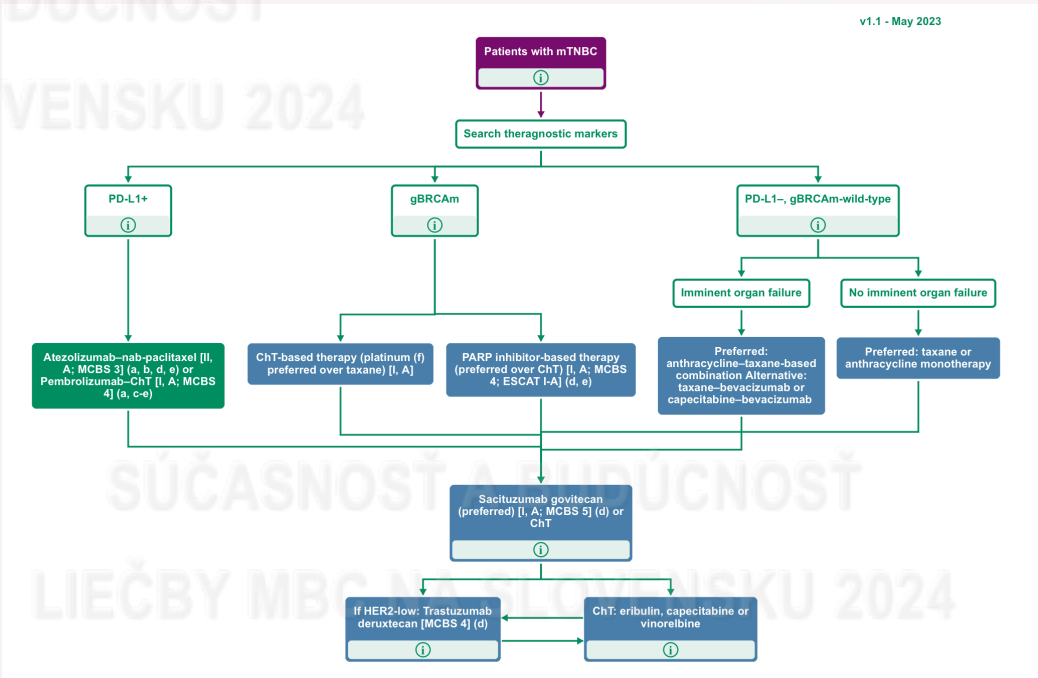 DÚCNOSŤ
v1.1 - May 2023
Patients with mTNBC
VENSKU 2024
Search theragnostic markers
PD-L1+
gBRCAm
PD-L1–, gBRCAm-wild-type
Imminent organ failure
No imminent organ failure
Atezolizumab–nab-paclitaxel [II,
A; MCBS 3] (a, b, d, e) or
Pembrolizumab–ChT [I, A; MCBS
4] (a, c-e)
ChT-based therapy (platinum (f)
preferred over taxane) [I, A]
PARP inhibitor-based therapy
(preferred over ChT) [I, A; MCBS
4; ESCAT I-A] (d, e)
Preferred:
anthracycline–taxane-based
combination Alternative:
taxane–bevacizumab or
capecitabine–bevacizumab
Preferred: taxane or
anthracycline monotherapy
SÚČASNOSŤ A BUDÚCNOSŤ
Sacituzumab govitecan
(preferred) [I, A; MCBS 5] (d) or
ChT
LIEČBY MBC NA SLOVENSKU 2024
If HER2-low: Trastuzumab
deruxtecan [MCBS 4] (d)
ChT: eribulin, capecitabine or
vinorelbine